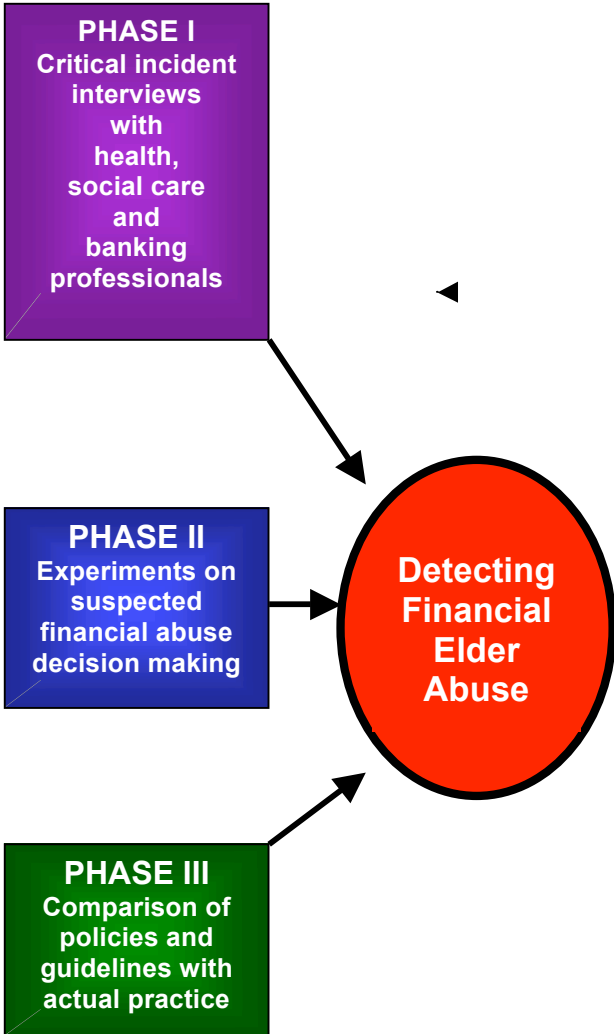 PHASE I
Critical incident
interviews
with
health,
social care
and
banking
professionals
PHASE II
Experiments on
suspected
financial abuse
decision making
Detecting
Financial
Elder
Abuse
PHASE III
Comparison of
policies and
guidelines with
actual practice